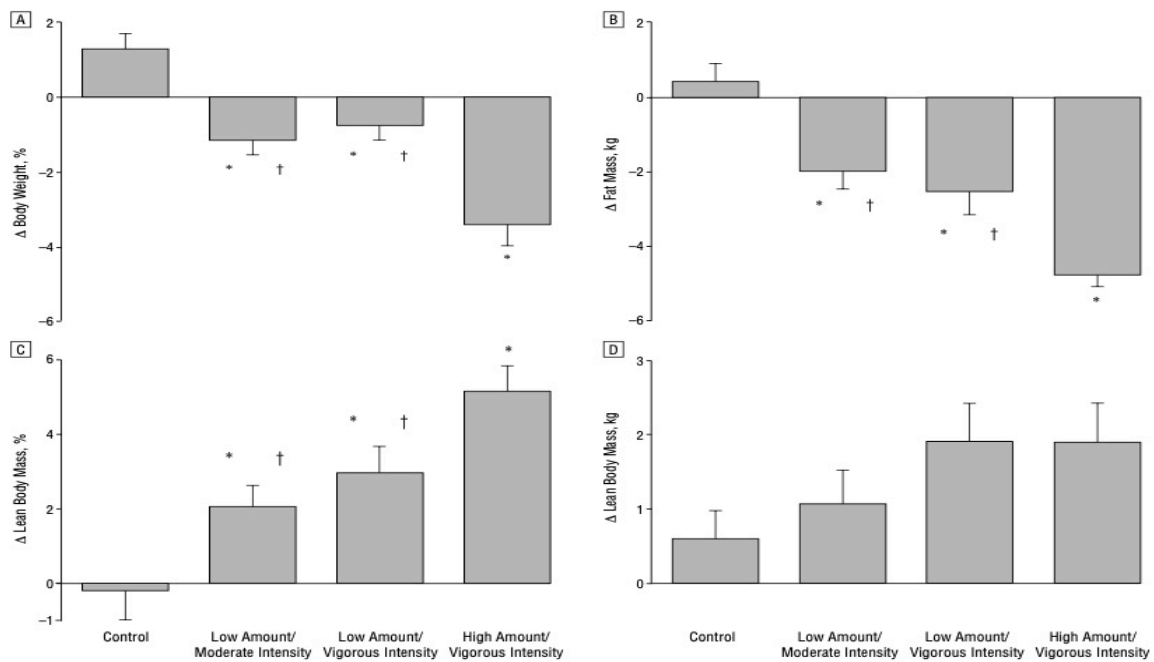 A
Δ Body Weight, %
2
0
−2
−4
−6
* †
* †
*
B
Δ Fat Mass, kg
2
0
−2
−4
−6
* †
* †
*
C
Δ Lean Body Mass, %
6
4
2
0
−1
* †
* †
*
Control
Low Amount/
Moderate Intensity
Low Amount/
Vigorous Intensity
High Amount/
Vigorous Intensity
D
Δ Lean Body Mass, kg
3
2
1
0
Control
Low Amount/
Moderate Intensity
Low Amount/
Vigorous Intensity
High Amount/
Vigorous Intensity